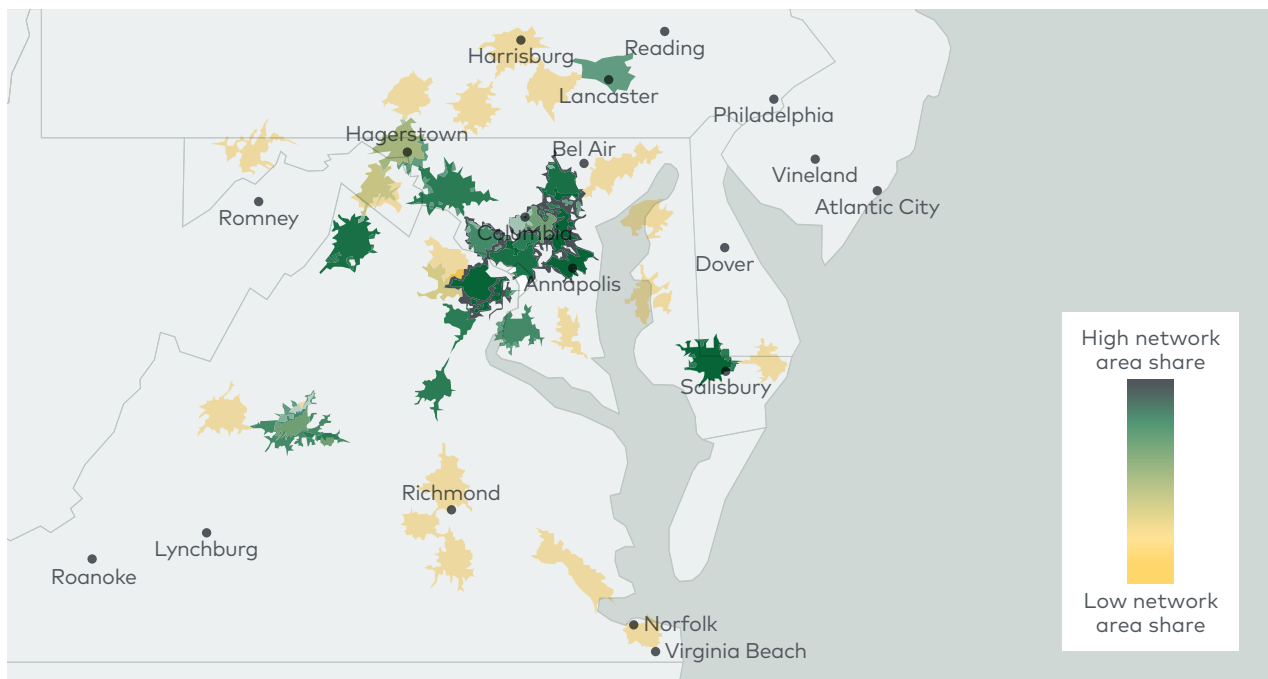 Harrisburg
Reading
Lancaster
Philadelphia
Hagerstown
Bel Air
Vineland
Romney
Atlantic City
Columbia
Dover
Annapolis
High network
area share
Salisbury
Richmond
Lynchburg
Roanoke
Low network
area share
Norfolk
Virginia Beach